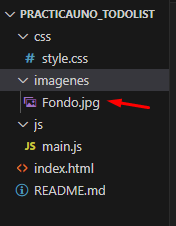 PRACTICAUNO_TODOLIST
css
# style.css
imagenes
Fondo.jpg
js
JS main.js
<> index.html
README.md